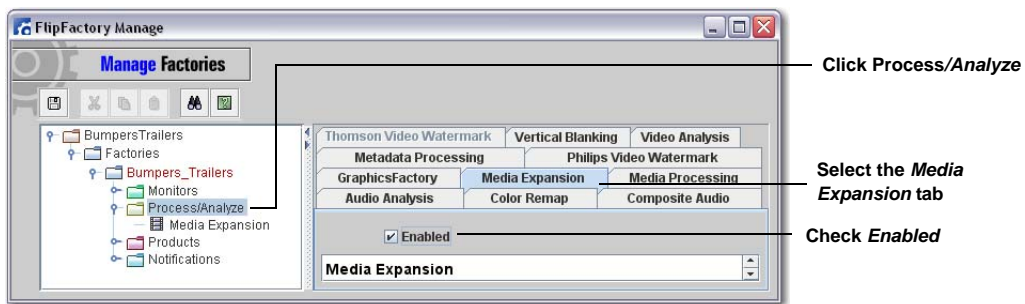 FlipFactory Manage
Manage Factories
BumpersTrailers
Factories
Bumpers_Trailers
Monitors
Process/Analyze
Media Expansion
Products
Notifications
Thomson Video Watermark Vertical Blanking Video Analysis
Metadata Processing Philips Video Watermark
GraphicsFactory Media Expansion Media Processing
Audio Analysis Color Remap Composite Audio
Enabled
Media Expansion
Click Process/Analyze
Select the Media
Expansion tab
Check Enabled